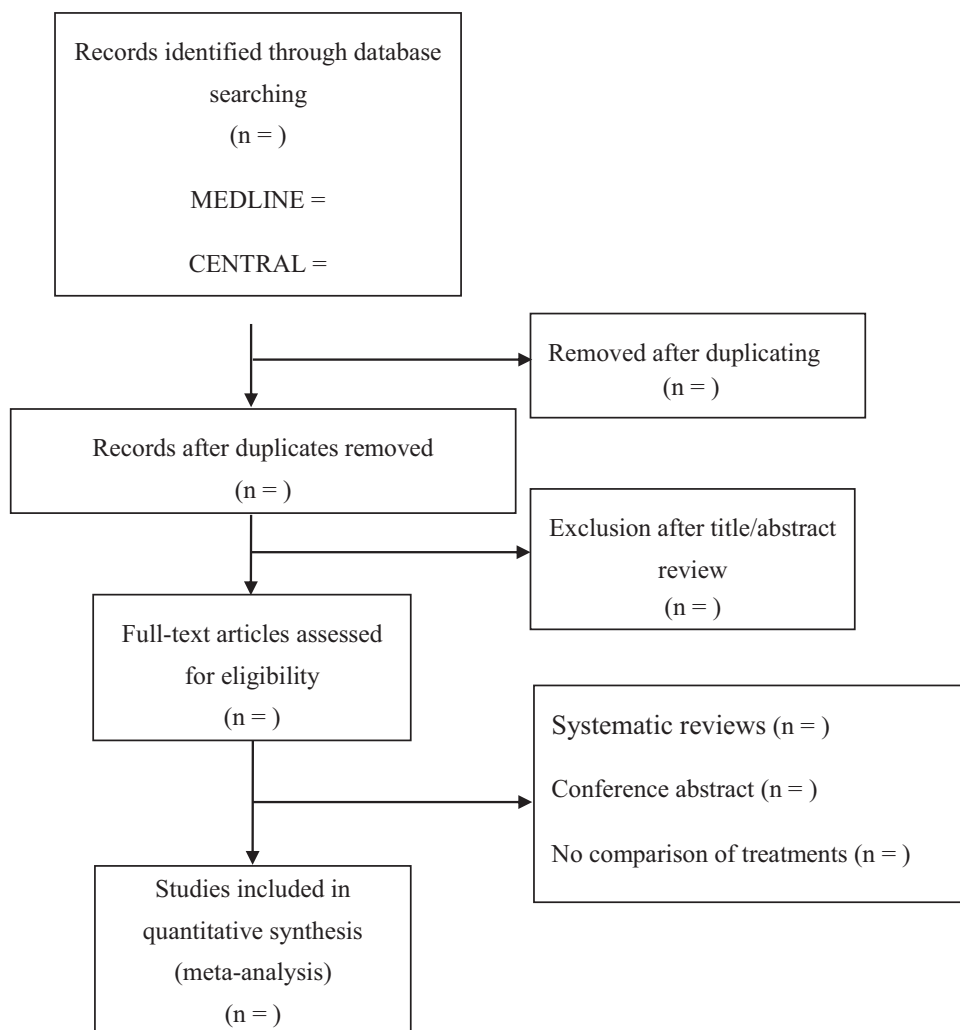 Records identified through database
searching
(n = )
MEDLINE =
CENTRAL =
Removed after duplicating
(n = )
Records after duplicates removed
(n = )
Exclusion after title/abstract
review
(n = )
Full-text articles assessed
for eligibility
(n = )
Systematic reviews (n = )
Conference abstract (n = )
No comparison of treatments (n = )
Studies included in
quantitative synthesis
(meta-analysis)
(n = )